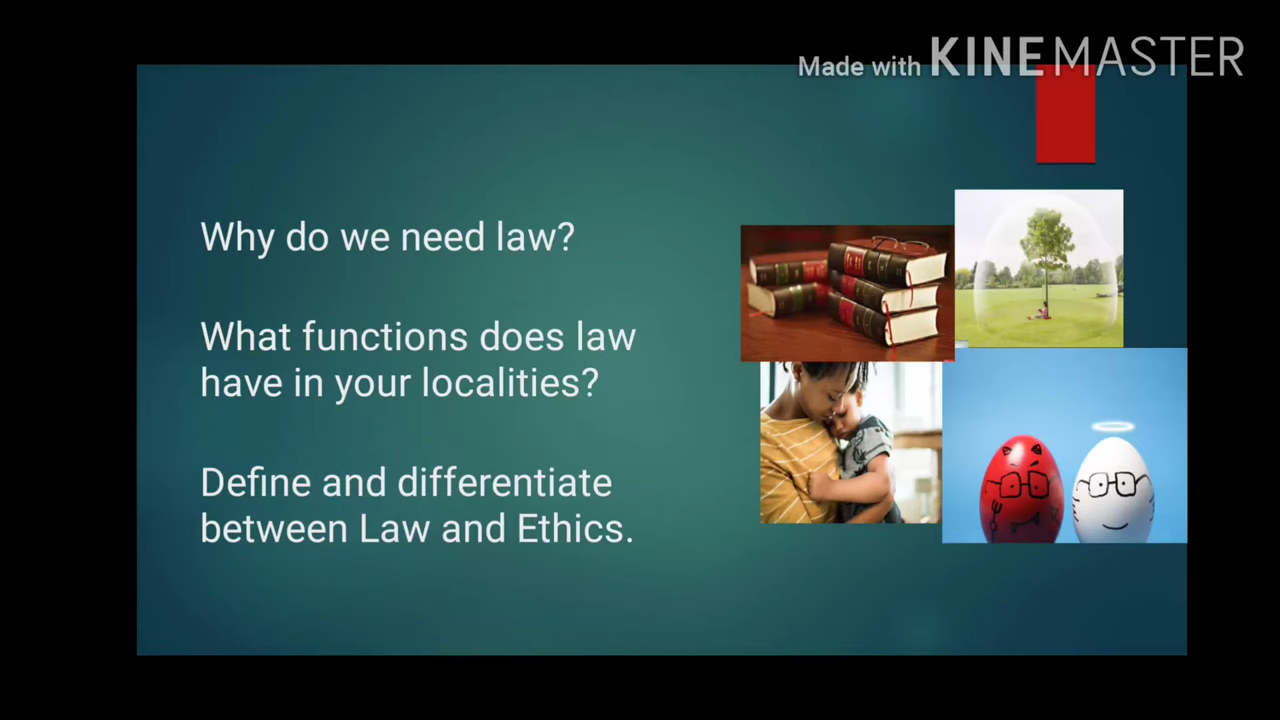 Made with KINEMASTER
Why do we need law?
What functions does law
have in your localities?
Define and differentiate
between Law and Ethics.